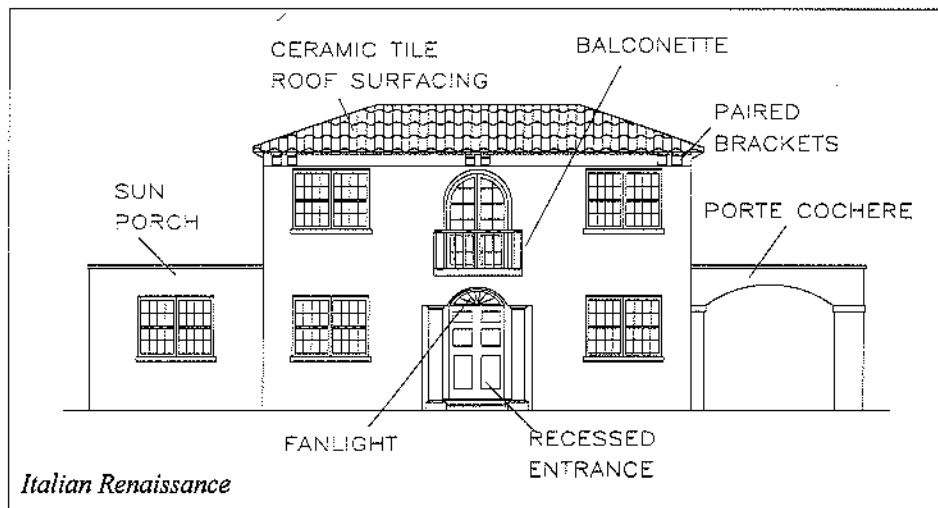 CERAMIC TILE
ROOF SURFACING
BALCONETTE
PAIRED
BRACKETS
SUN
PORCH
PORTE COCHERE
FANLIGHT
RECESSED
ENTRANCE
Italian Renaissance